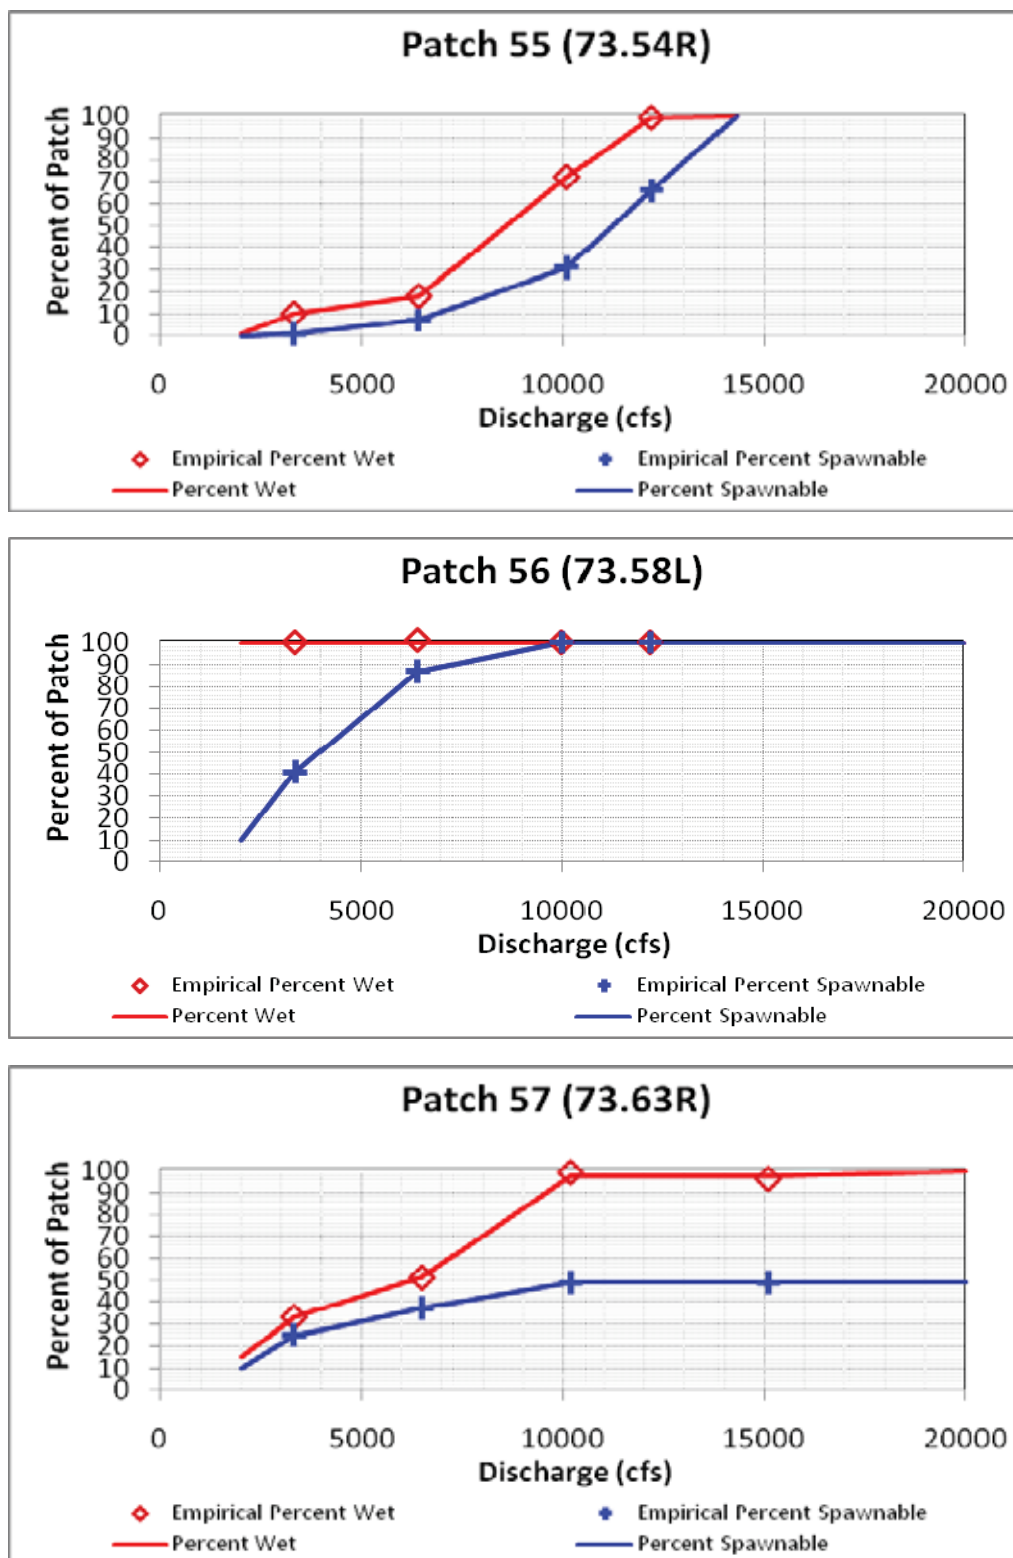 Patch 55 (73.54R)
Percent of Patch
100
90
80
70
60
50
40
30
20
10
0
0 5000 10000 15000 20000
Discharge (cfs)
Empirical Percent Wet Empirical Percent Spawnable
Percent Wet Percent Spawnable
Patch 56 (73.58L)
Percent of Patch
100
90
80
70
60
50
40
30
20
10
0
0 5000 10000 15000 20000
Discharge (cfs)
Empirical Percent Wet Empirical Percent Spawnable
Percent Wet Percent Spawnable
Patch 57 (73.63R)
Percent of Patch
100
90
80
70
60
50
40
30
20
10
0
0 5000 10000 15000 20000
Discharge (cfs)
Empirical Percent Wet Empirical Percent Spawnable
Percent Wet Percent Spawnable